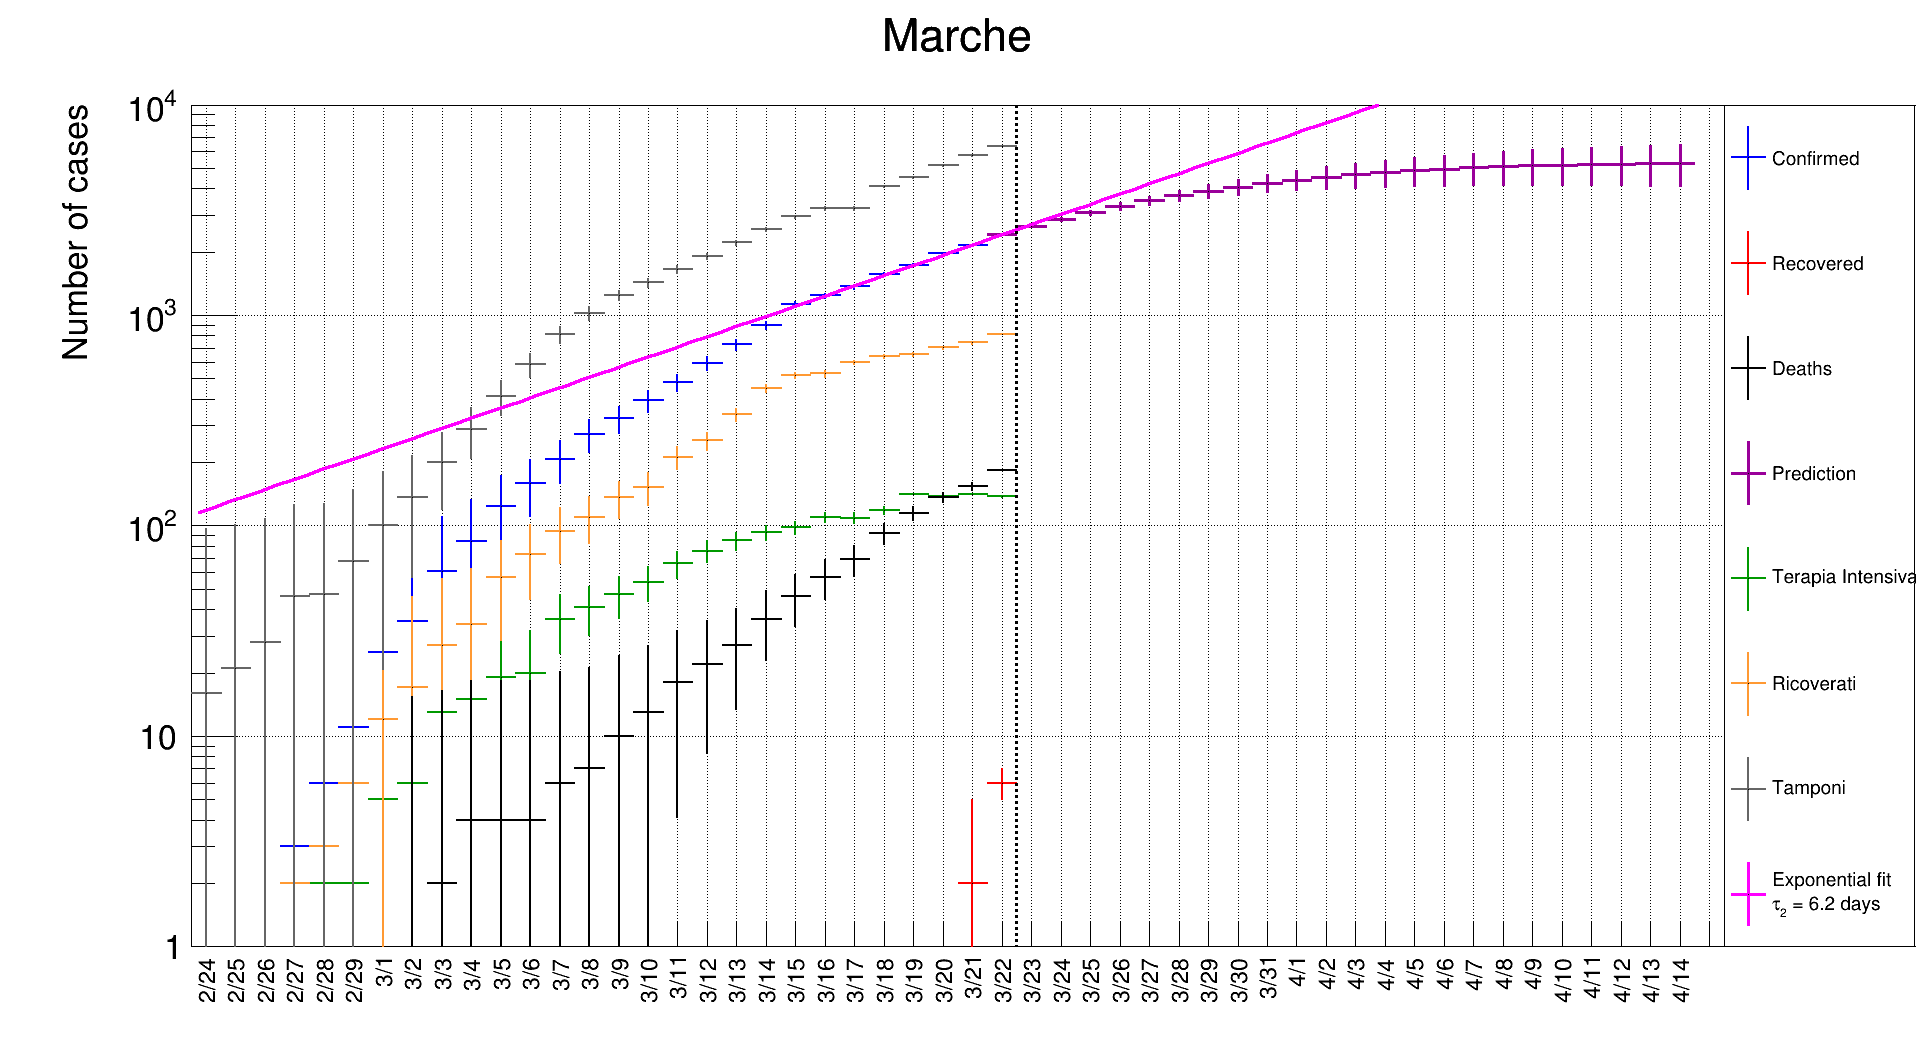 Marche
Number of cases
10⁴
10³
10²
10
1
2/24 2/25 2/26 2/27 2/28 2/29 3/1 3/2 3/3 3/4 3/5 3/6 3/7 3/8 3/9 3/10 3/11 3/12 3/13 3/14 3/15 3/16 3/17 3/18 3/19 3/20 3/21 3/22 3/23 3/24 3/25 3/26 3/27 3/28 3/29 3/30 3/31 4/1 4/2 4/3 4/4 4/5 4/6 4/7 4/8 4/9 4/10 4/11 4/12 4/13 4/14
Confirmed
Recovered
Deaths
Prediction
Terapia Intensiva
Ricoverati
Tamponi
Exponential fit
τ₂ = 6.2 days